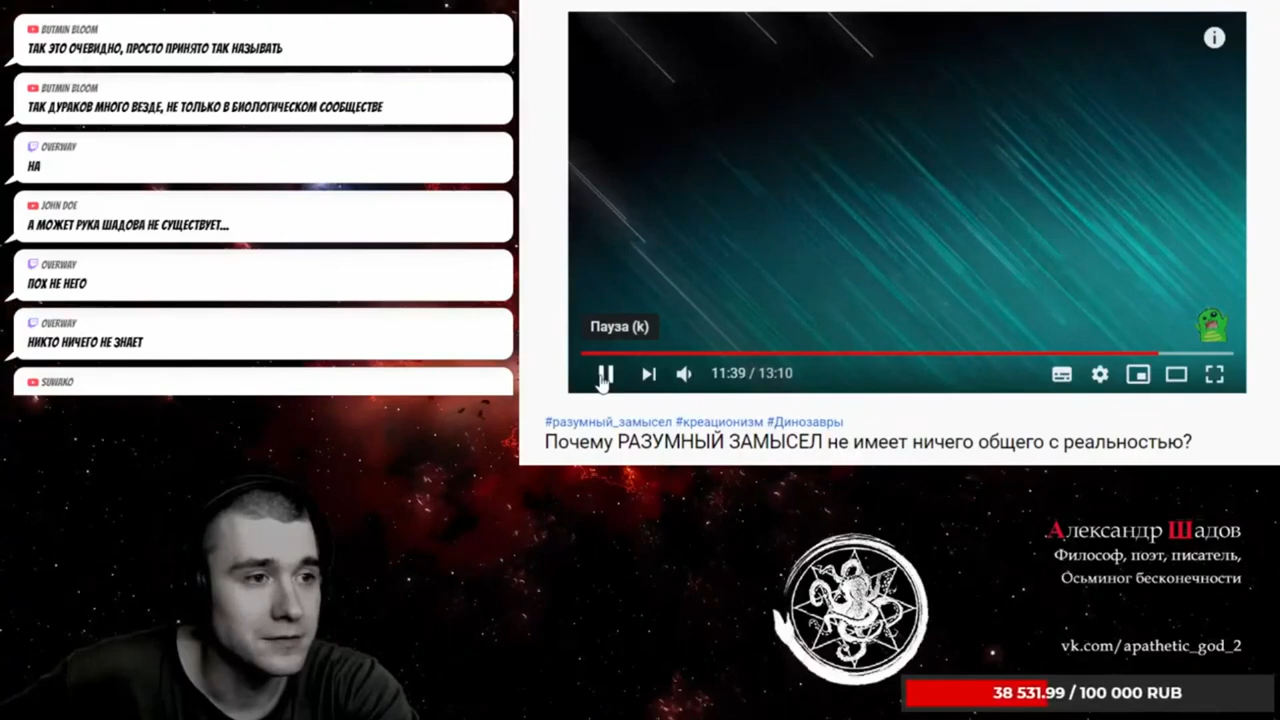 BUTMIN BLOOM
ТАК ЭТО ОЧЕВИДНО, ПРОСТО ПРИНЯТО ТАК НАЗЫВАТЬ
BUTMIN BLOOM
ТАК ДУРАКОВ МНОГО ВЕЗДЕ, НЕ ТОЛЬКО В БИОЛОГИЧЕСКОМ СООБЩЕСТВЕ
OVERWAY
НА
JOHN DOE
А МОЖЕТ РУКА ШАДОВА НЕ СУЩЕСТВУЕТ...
OVERWAY
ПОХ НЕ НЕГО
OVERWAY
НИКТО НИЧЕГО НЕ ЗНАЕТ
SUWAKO
Пауза (k)
11:39 / 13:10
#разумный_замысел #креационизм #Динозавры
Почему РАЗУМНЫЙ ЗАМЫСЕЛ не имеет ничего общего с реальностью?
Александр Шадов
Философ, поэт, писатель,
Осьминог бесконечности
vk.com/apathetic_god_2
38 531.99 / 100 000 RUB